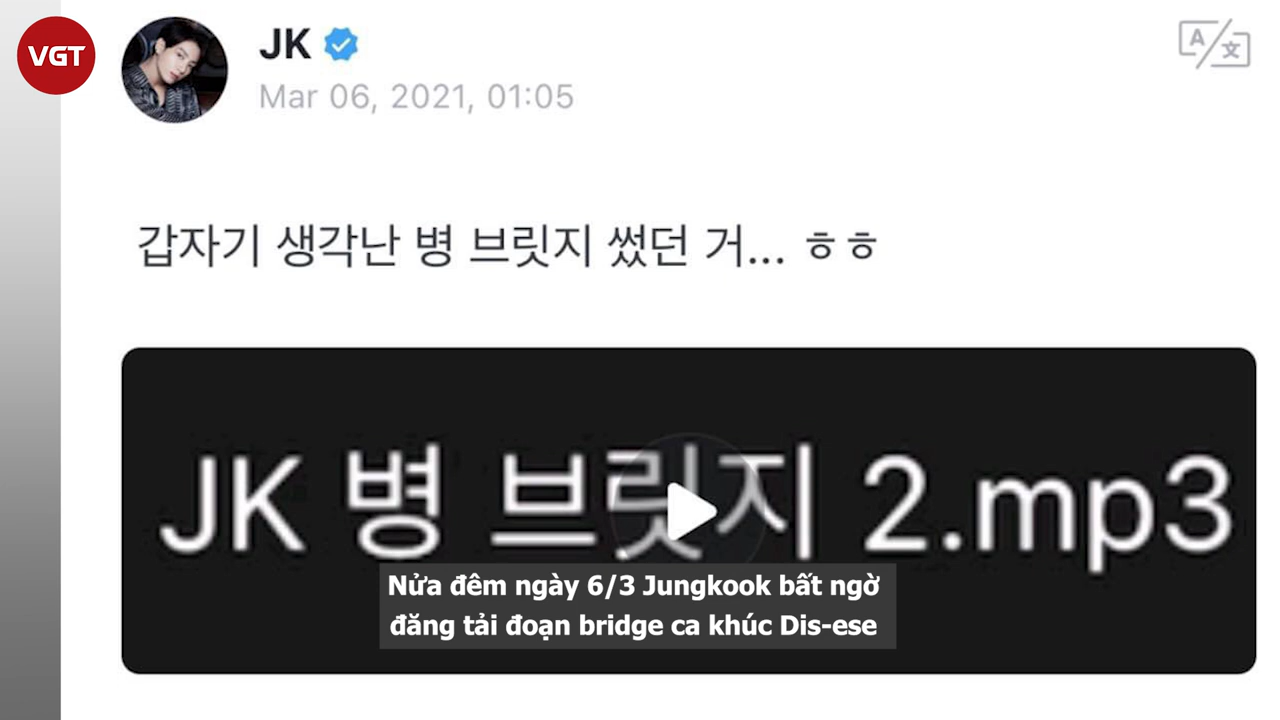 VGT
JK
Mar 06, 2021, 01:05
A 文
갑자기 생각난 병 브릿지 썼던 거... ㅎㅎ
JK 병 브릿지 2.mp3
Nửa đêm ngày 6/3 Jungkook bất ngờ
đăng tải đoạn bridge ca khúc Dis-ese